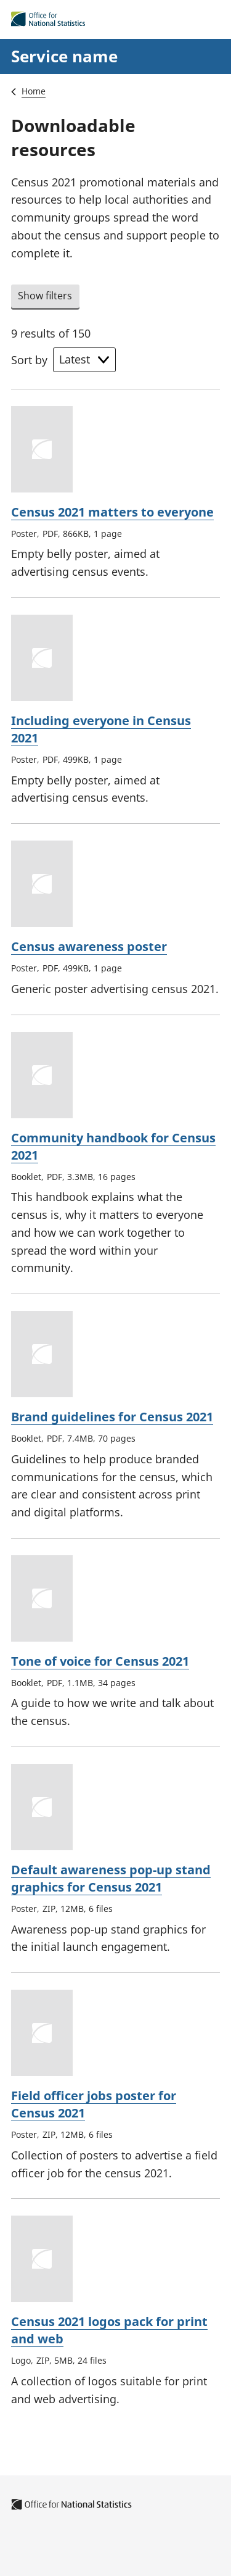 Office for
National Statistics
Service name
Home
Downloadable
resources
Census 2021 promotional materials and
resources to help local authorities and
community groups spread the word
about the census and support people to
complete it.
Show filters
9 results of 150
Sort by Latest
Census 2021 matters to everyone
Poster, PDF, 866KB, 1 page
Empty belly poster, aimed at
advertising census events.
Including everyone in Census
2021
Poster, PDF, 499KB, 1 page
Empty belly poster, aimed at
advertising census events.
Census awareness poster
Poster, PDF, 499KB, 1 page
Generic poster advertising census 2021.
Community handbook for Census
2021
Booklet, PDF, 3.3MB, 16 pages
This handbook explains what the
census is, why it matters to everyone
and how we can work together to
spread the word within your
community.
Brand guidelines for Census 2021
Booklet, PDF, 7.4MB, 70 pages
Guidelines to help produce branded
communications for the census, which
are clear and consistent across print
and digital platforms.
Tone of voice for Census 2021
Booklet, PDF, 1.1MB, 34 pages
A guide to how we write and talk about
the census.
Default awareness pop-up stand
graphics for Census 2021
Poster, ZIP, 12MB, 6 files
Awareness pop-up stand graphics for
the initial launch engagement.
Field officer jobs poster for
Census 2021
Poster, ZIP, 12MB, 6 files
Collection of posters to advertise a field
officer job for the census 2021.
Census 2021 logos pack for print
and web
Logo, ZIP, 5MB, 24 files
A collection of logos suitable for print
and web advertising.
Office for National Statistics